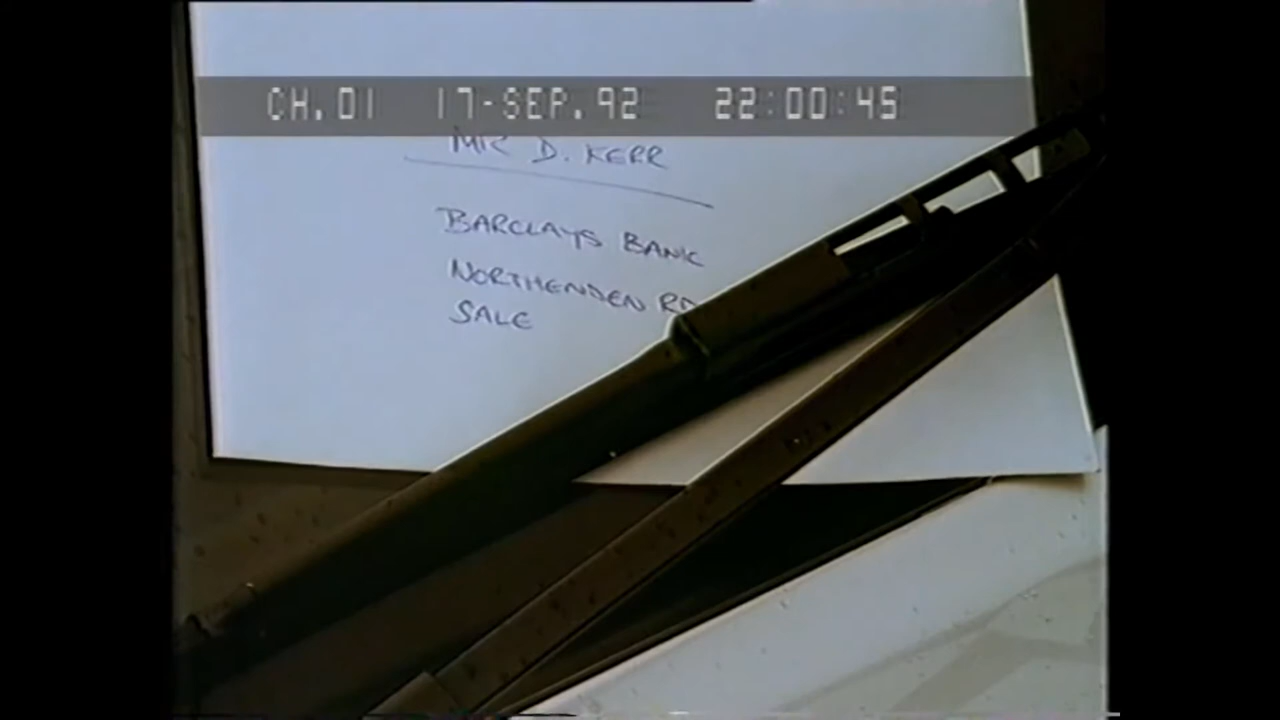 CH.01 17-SEP.92 22:00:45
MR D. KERR
BARCLAYS BANK
NORTHENDEN RD
SALE